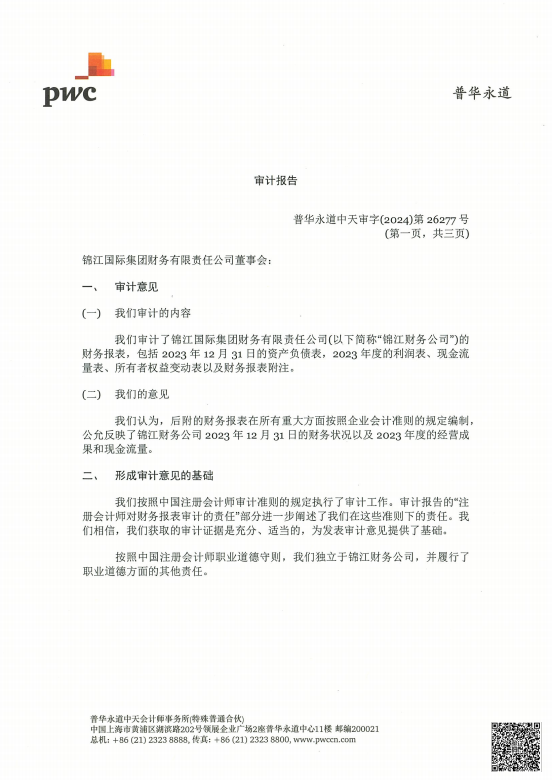 pwc
普华永道
审计报告
普华永道中天审字(2024)第 26277 号
(第一页，共三页)
锦江国际集团财务有限责任公司董事会：
一、 审计意见
(一) 我们审计的内容
我们审计了锦江国际集团财务有限责任公司(以下简称“锦江财务公司”)的
财务报表，包括 2023 年 12 月 31 日的资产负债表，2023 年度的利润表、现金流
量表、所有者权益变动表以及财务报表附注。
(二) 我们的意见
我们认为，后附的财务报表在所有重大方面按照企业会计准则的规定编制，
公允反映了锦江财务公司 2023 年 12 月 31 日的财务状况以及 2023 年度的经营成
果和现金流量。
二、 形成审计意见的基础
我们按照中国注册会计师审计准则的规定执行了审计工作。审计报告的“注
册会计师对财务报表审计的责任”部分进一步阐述了我们在这些准则下的责任。我
们相信，我们获取的审计证据是充分、适当的，为发表审计意见提供了基础。
按照中国注册会计师职业道德守则，我们独立于锦江财务公司，并履行了
职业道德方面的其他责任。
普华永道中天会计师事务所(特殊普通合伙)
中国上海市黄浦区湖滨路202号领展企业广场2座普华永道中心11楼 邮编200021
总机: +86 (21) 2323 8888, 传真: +86 (21) 2323 8800, www.pwccn.com